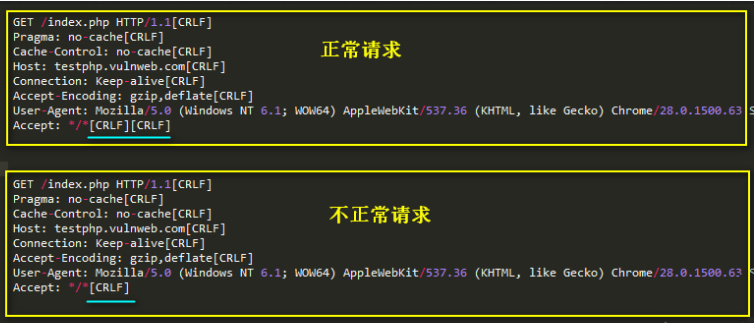 GET /index.php HTTP/1.1[CRLF]
Pragma: no-cache[CRLF]
正常请求
Cache-Control: no-cache[CRLF]
Host: testphp.vulnweb.com[CRLF]
Connection: Keep-alive[CRLF]
Accept-Encoding: gzip,deflate[CRLF]
User-Agent: Mozilla/5.0 (Windows NT 6.1; WOW64) AppleWebKit/537.36 (KHTML, like Gecko) Chrome/28.0.1500.63 S
Accept: */*[CRLF][CRLF]
GET /index.php HTTP/1.1[CRLF]
Pragma: no-cache[CRLF]
Cache-Control: no-cache[CRLF]
不正常请求
Host: testphp.vulnweb.com[CRLF]
Connection: Keep-alive[CRLF]
Accept-Encoding: gzip,deflate[CRLF]
User-Agent: Mozilla/5.0 (Windows NT 6.1; WOW64) AppleWebKit/537.36 (KHTML, like Gecko) Chrome/28.0.1500.63
Accept: */*[CRLF]